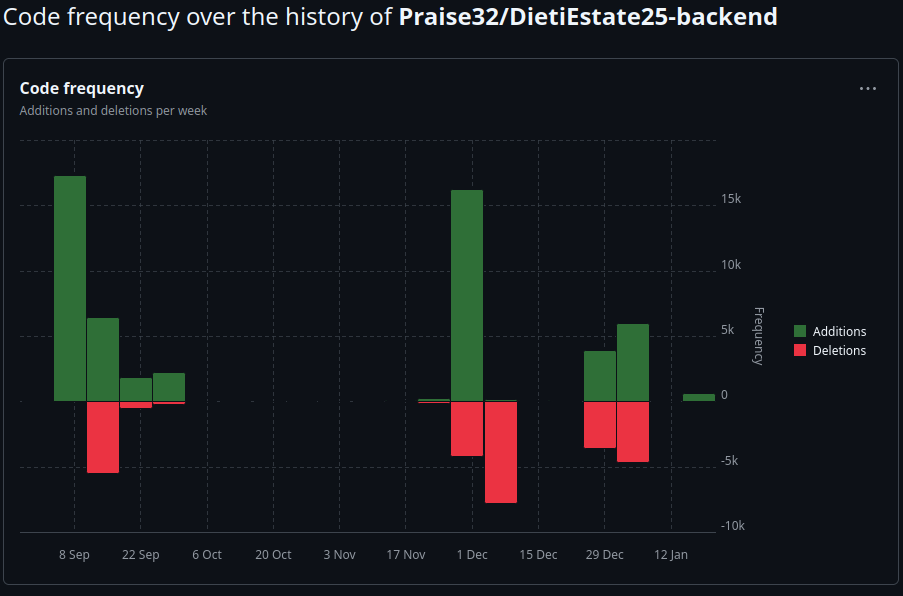 Code frequency over the history of Praise32/DietiEstate25-backend
Code frequency
Additions and deletions per week
15k
10k
5k
0
-5k
-10k
Frequency
Additions
Deletions
8 Sep
22 Sep
6 Oct
20 Oct
3 Nov
17 Nov
1 Dec
15 Dec
29 Dec
12 Jan